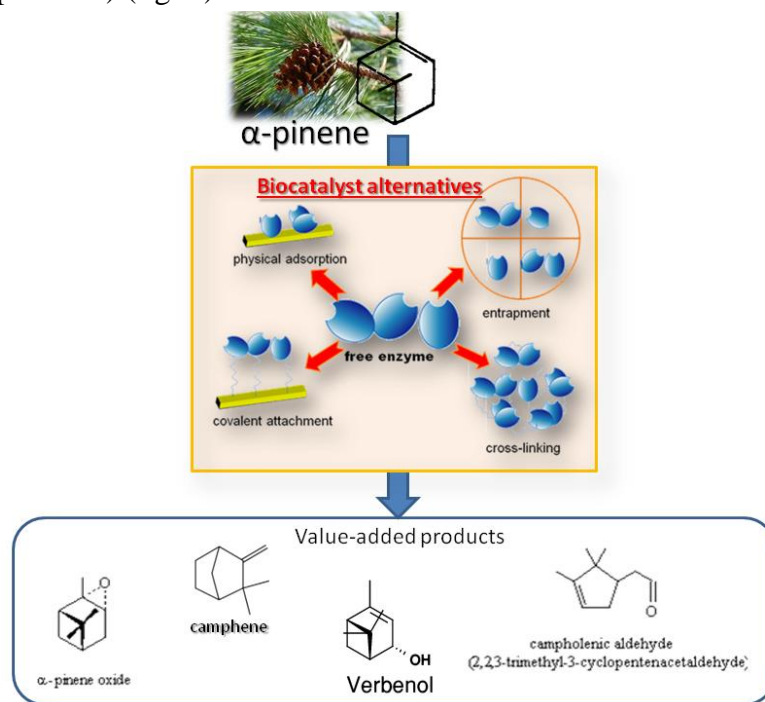 α-pinene
Biocatalyst alternatives
physical adsorption
entrapment
free enzyme
covalent attachment
cross-linking
Value-added products
O
α-pinene oxide
camphene
OH
Verbenol
O
campholenic aldehyde
(2,2,3-trimethyl-3-cyclopentenacetaldehyde)